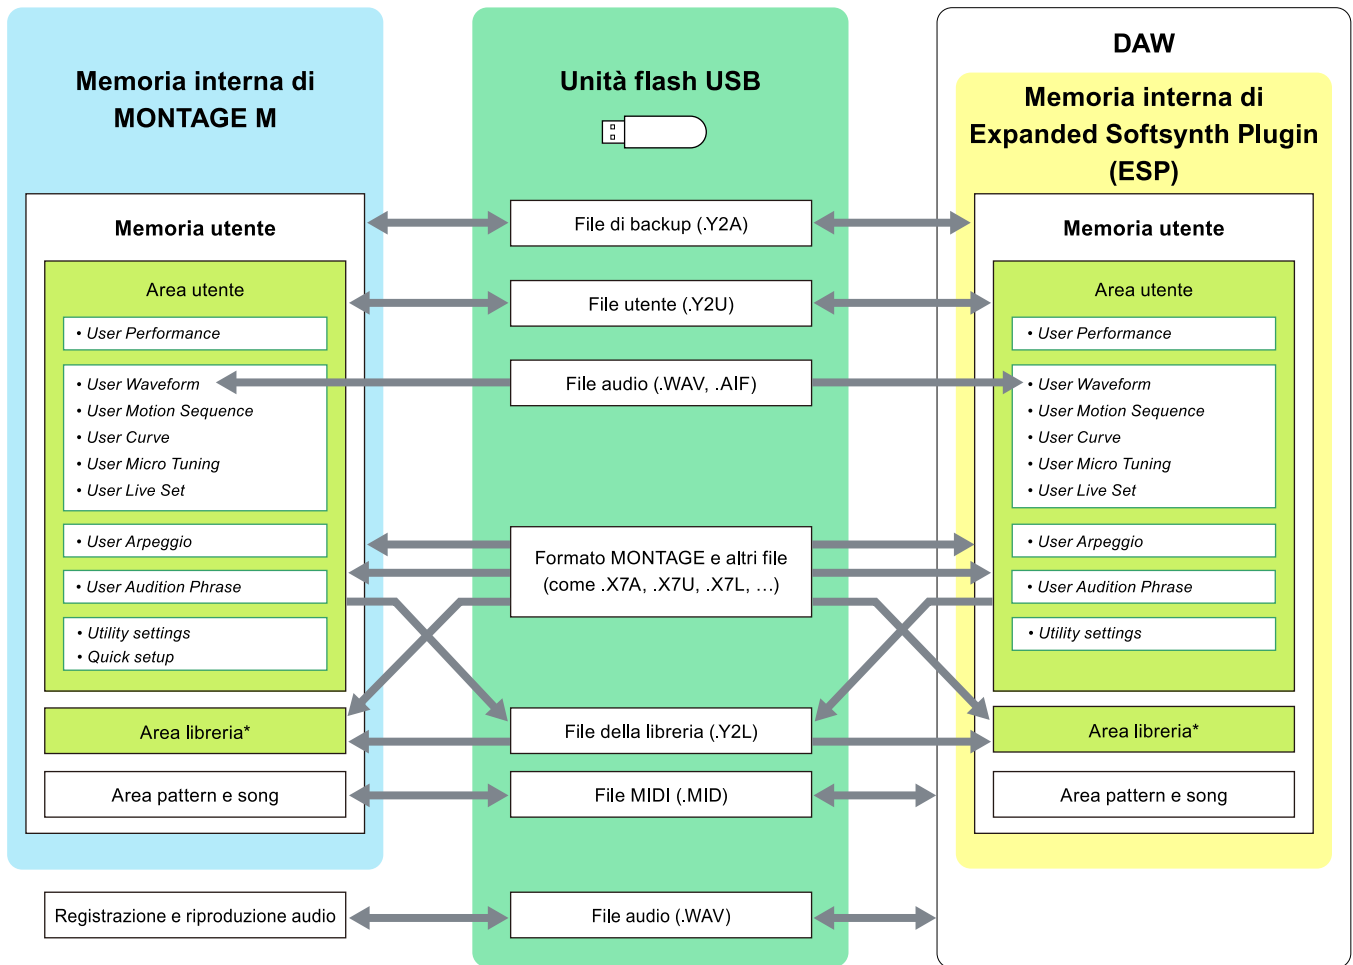 Memoria interna di
MONTAGE M
Memoria utente
Area utente
• User Performance
• User Waveform
• User Motion Sequence
• User Curve
• User Micro Tuning
• User Live Set
• User Arpeggio
• User Audition Phrase
• Utility settings
• Quick setup
Area libreria*
Area pattern e song
Registrazione e riproduzione audio
Unità flash USB
File di backup (.Y2A)
File utente (.Y2U)
File audio (.WAV, .AIF)
Formato MONTAGE e altri file
(come .X7A, .X7U, .X7L, …)
File della libreria (.Y2L)
File MIDI (.MID)
File audio (.WAV)
DAW
Memoria interna di
Expanded Softsynth Plugin
(ESP)
Memoria utente
Area utente
• User Performance
• User Waveform
• User Motion Sequence
• User Curve
• User Micro Tuning
• User Live Set
• User Arpeggio
• User Audition Phrase
• Utility settings
Area libreria*
Area pattern e song